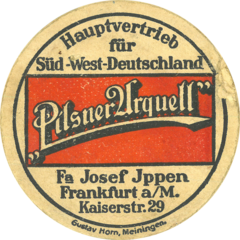 Hauptvertrieb
für
Süd-West-Deutschland
„Pilsner Urquell”
Fa Josef Jppen
Frankfurt a/M.
Kaiserstr. 29
Gustav Horn, Meiningen.